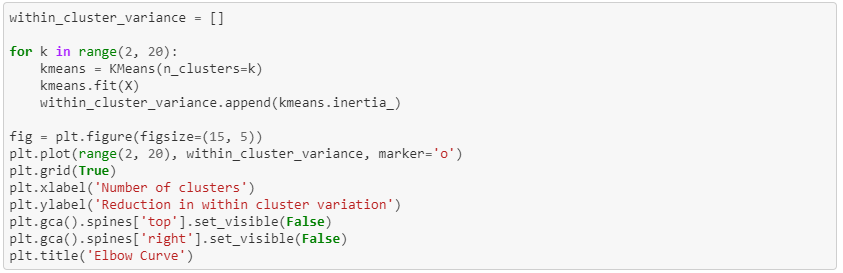 within_cluster_variance = []

for k in range(2, 20):
    kmeans = KMeans(n_clusters=k)
    kmeans.fit(X)
    within_cluster_variance.append(kmeans.inertia_)

fig = plt.figure(figsize=(15, 5))
plt.plot(range(2, 20), within_cluster_variance, marker='o')
plt.grid(True)
plt.xlabel('Number of clusters')
plt.ylabel('Reduction in within cluster variation')
plt.gca().spines['top'].set_visible(False)
plt.gca().spines['right'].set_visible(False)
plt.title('Elbow Curve')